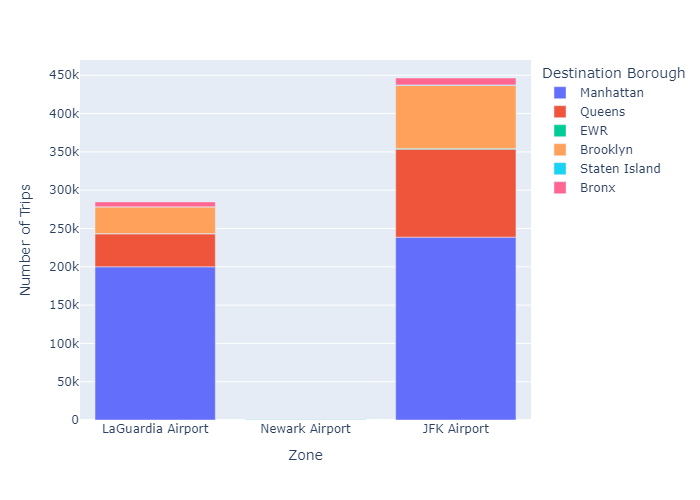 Destination Borough
Manhattan
Queens
EWR
Brooklyn
Staten Island
Bronx
Number of Trips
450k
400k
350k
300k
250k
200k
150k
100k
50k
0
LaGuardia Airport
Newark Airport
JFK Airport
Zone